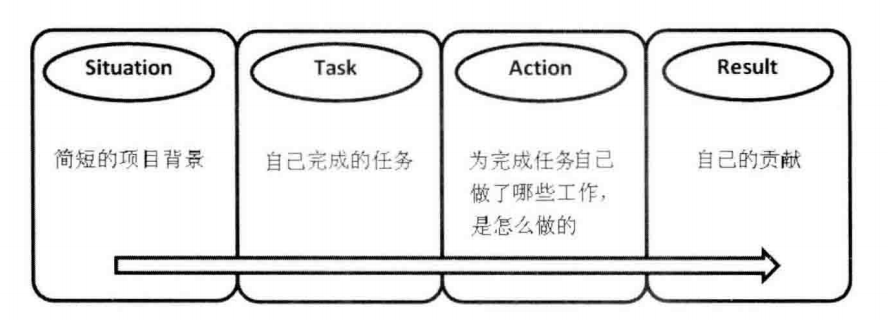 Situation
Task
Action
Result
简短的项目背景
自己完成的任务
为完成任务自己
做了哪些工作，
是怎么做的
自己的贡献